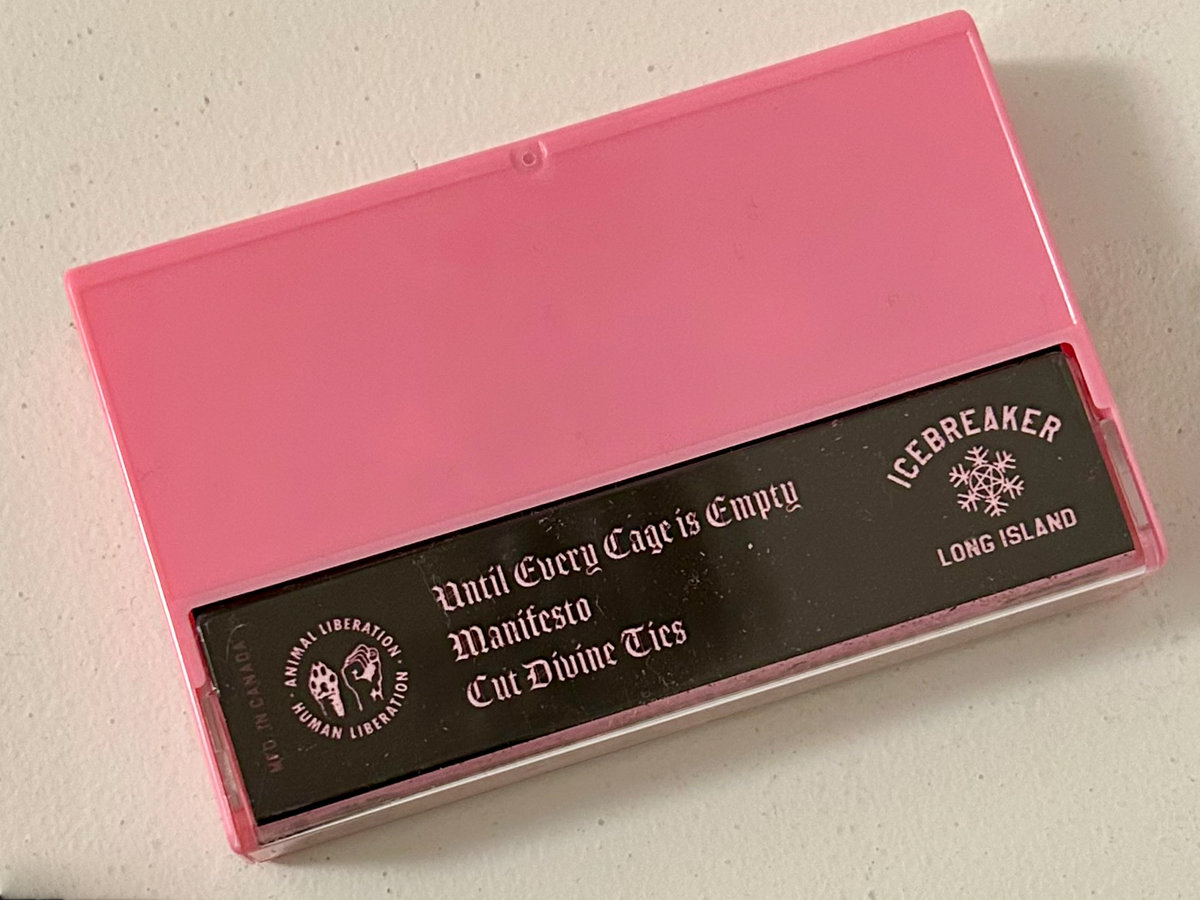 MFD. IN CANADA
· ANIMAL LIBERATION ·
HUMAN LIBERATION
Until Every Cage is Empty
Manifesto
Cut Divine Ties
ICEBREAKER
LONG ISLAND